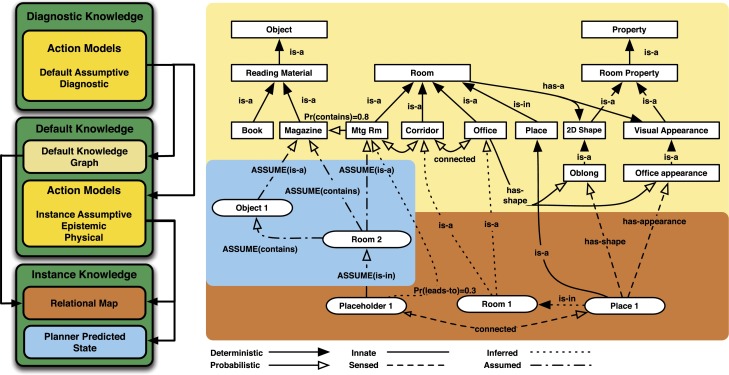 Diagnostic Knowledge
Action Models
Default Assumptive
Diagnostic
Default Knowledge
Default Knowledge
Graph
Action Models
Instance Assumptive
Epistemic
Physical
Instance Knowledge
Relational Map
Planner Predicted
State
Object
Property
is-a
is-a
Reading Material
Room
Room Property
has-a
is-a
is-a
is-a
is-a
is-a
is-in
is-a
is-a
Pr(contains)=0.8
Book
Magazine
Mtg Rm
Corridor
Office
Place
2D Shape
Visual Appearance
connected
is-a
is-a
ASSUME(is-a)
ASSUME(is-a)
Oblong
Office appearance
ASSUME(contains)
has-
shape
Object 1
is-a
is-a
has-appearance
Room 2
has-shape
ASSUME(contains)
is-a
ASSUME(is-in)
Pr(leads-to)=0.3
Placeholder 1
Room 1
is-in
Place 1
connected
Deterministic
Innate
Inferred
Probabilistic
Sensed
Assumed